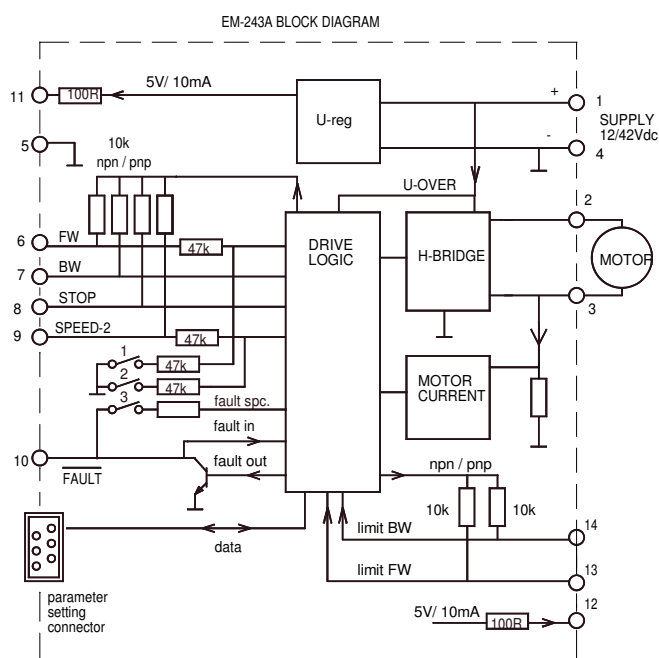 EM-243A BLOCK DIAGRAM
11
100R
5V/ 10mA
U-reg
+
1
SUPPLY
12/42Vdc
-
4
5
10k
npn / pnp
U-OVER
2
6
FW
47k
DRIVE
LOGIC
H-BRIDGE
MOTOR
7
BW
8
STOP
3
9
SPEED-2
47k
1
47k
2
47k
3
fault spc.
MOTOR
CURRENT
fault in
10
FAULT
fault out
npn / pnp
10k
10k
data
limit BW
14
limit FW
13
parameter
setting
connector
5V/ 10mA
100R
12